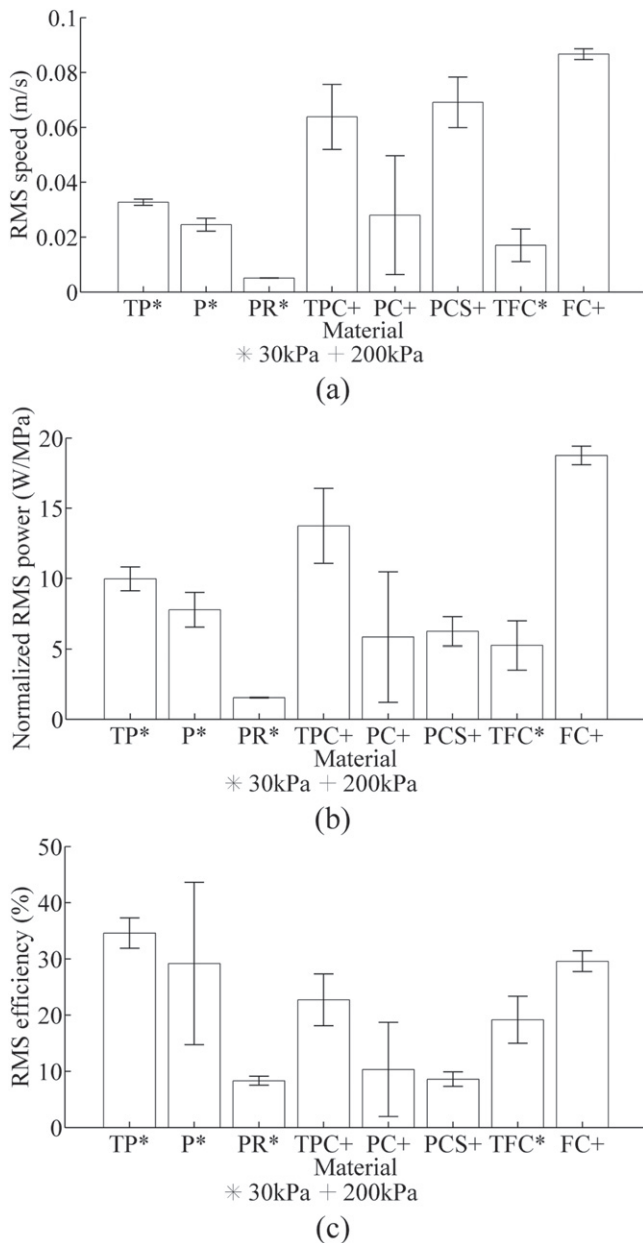 0.1
0.08
0.06
0.04
0.02
0
RMS speed (m/s)
TP* P* PR* TPC+ PC+ PCS+ TFC* FC+
Material
✳ 30kPa + 200kPa
(a)
20
15
10
5
0
Normalized RMS power (W/MPa)
TP* P* PR* TPC+ PC+ PCS+ TFC* FC+
Material
✳ 30kPa + 200kPa
(b)
50
40
30
20
10
0
RMS efficiency (%)
TP* P* PR* TPC+ PC+ PCS+ TFC* FC+
Material
✳ 30kPa + 200kPa
(c)